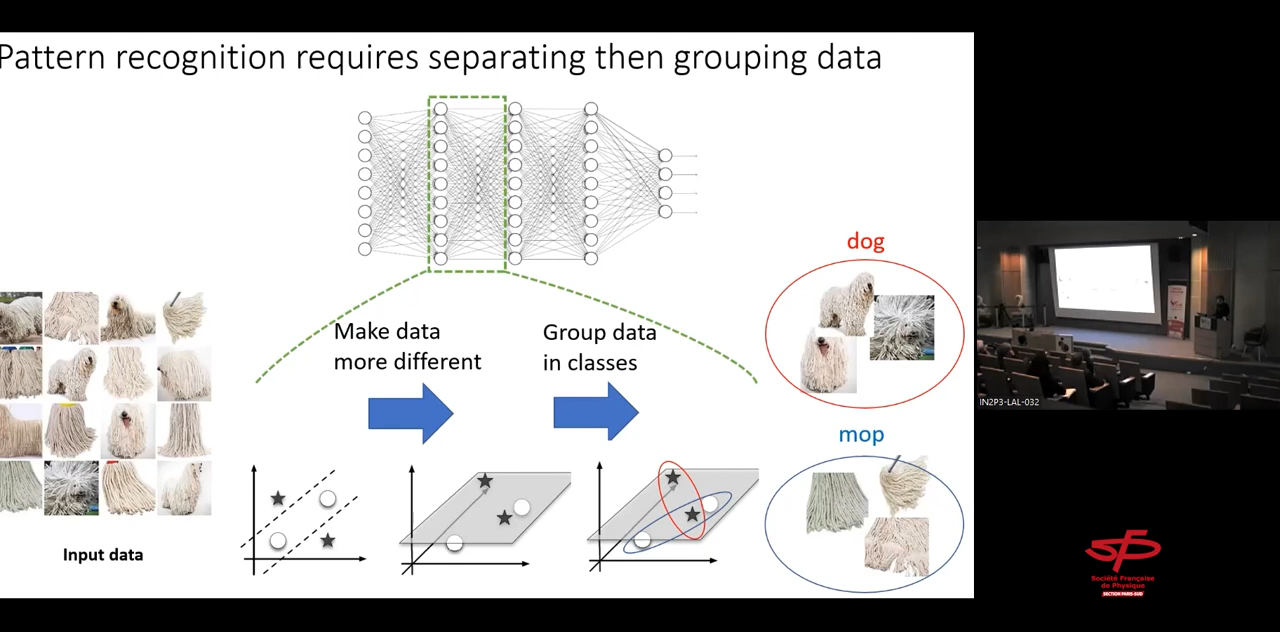 Pattern recognition requires separating then grouping data
dog
Make data
more different
Group data
in classes
mop
Input data
IN2P3-LAL-032
sfp
Société Française
de Physique
SECTION PARIS-SUD